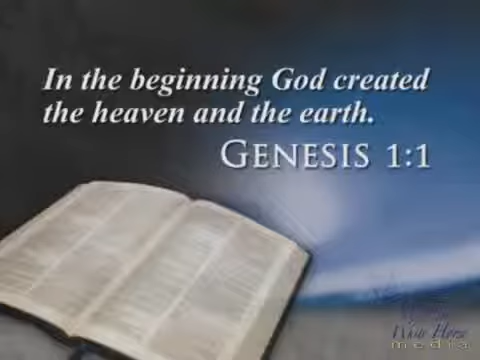 In the beginning God created
the heaven and the earth.
GENESIS 1:1
White Horse
media